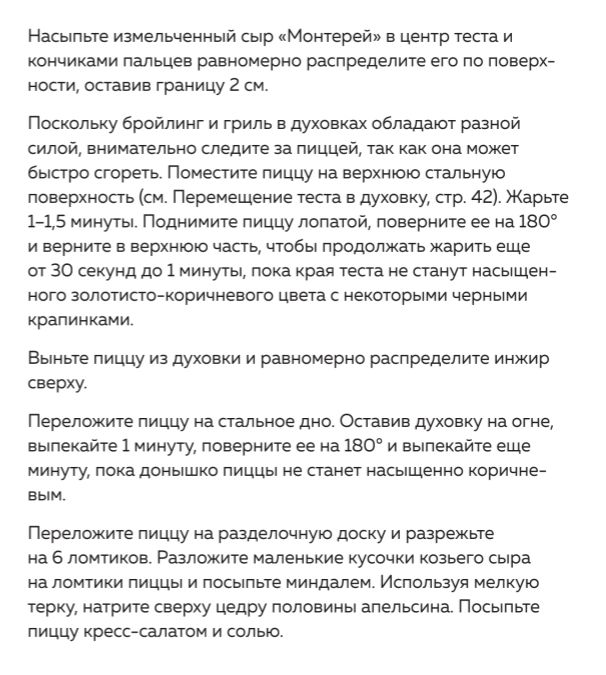 Насыпьте измельченный сыр «Монтерей» в центр теста и
кончиками пальцев равномерно распределите его по поверх-
ности, оставив границу 2 см.
Поскольку бройлинг и гриль в духовках обладают разной
силой, внимательно следите за пиццей, так как она может
быстро сгореть. Поместите пиццу на верхнюю стальную
поверхность (см. Перемещение теста в духовку, стр. 42). Жарьте
1–1,5 минуты. Поднимите пиццу лопатой, поверните ее на 180°
и верните в верхнюю часть, чтобы продолжать жарить еще
от 30 секунд до 1 минуты, пока края теста не станут насыщен-
ного золотисто-коричневого цвета с некоторыми черными
крапинками.
Выньте пиццу из духовки и равномерно распределите инжир
сверху.
Переложите пиццу на стальное дно. Оставив духовку на огне,
выпекайте 1 минуту, поверните ее на 180° и выпекайте еще
минуту, пока донышко пиццы не станет насыщенно коричне-
вым.
Переложите пиццу на разделочную доску и разрежьте
на 6 ломтиков. Разложите маленькие кусочки козьего сыра
на ломтики пиццы и посыпьте миндалем. Используя мелкую
терку, натрите сверху цедру половины апельсина. Посыпьте
пиццу кресс-салатом и солью.